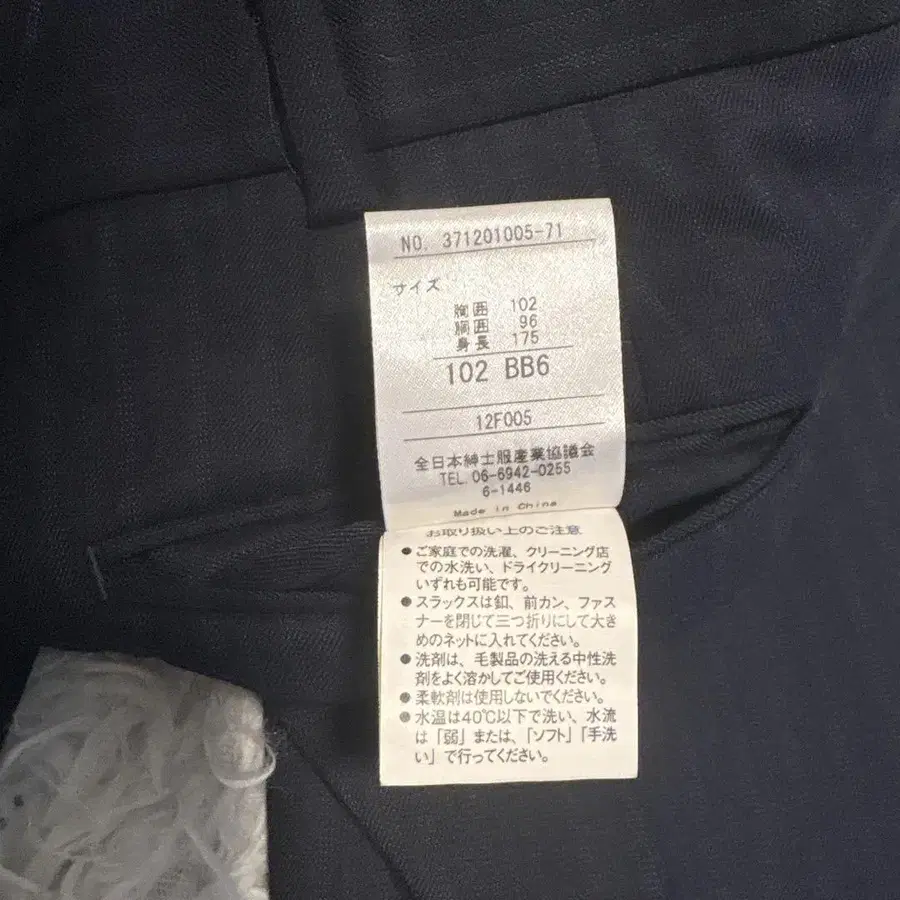 NO. 371201005-71
サイズ
胸囲 102
胴囲 96
身長 175
102 BB6
12F005
全日本紳士服産業協議会
TEL. 06-6942-0255
6-1446
Made in China
お取り扱い上のご注意
●ご家庭での洗濯、クリーニング店
での水洗い、ドライクリーニング
いずれも可能です。
●スラックスは釦、前カン、ファス
ナーを閉じて三つ折りにして大き
めのネットに入れてください。
●洗剤は、毛製品の洗える中性洗
剤をよく溶かしてご使用ください。
●柔軟剤は使用しないでください。
●水温は40℃以下で洗い、水流
は「弱」または、「ソフト」「手洗
い」で行ってください。